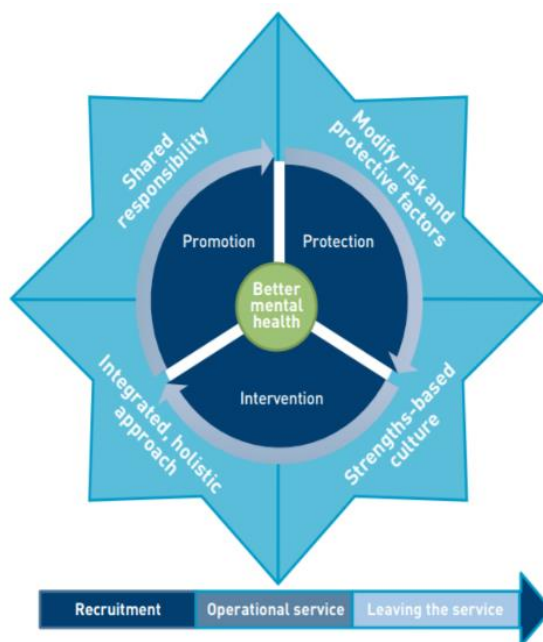 Shared
responsibility
Modify risk and
protective factors
Promotion
Protection
Better
mental
health
Intervention
Integrated, holistic
approach
Strengths-based
culture
Recruitment
Operational service
Leaving the service